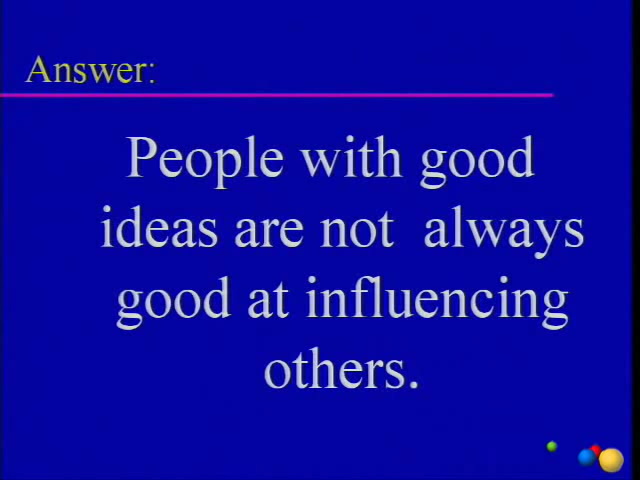 Answer:
People with good
ideas are not  always
good at influencing
others.